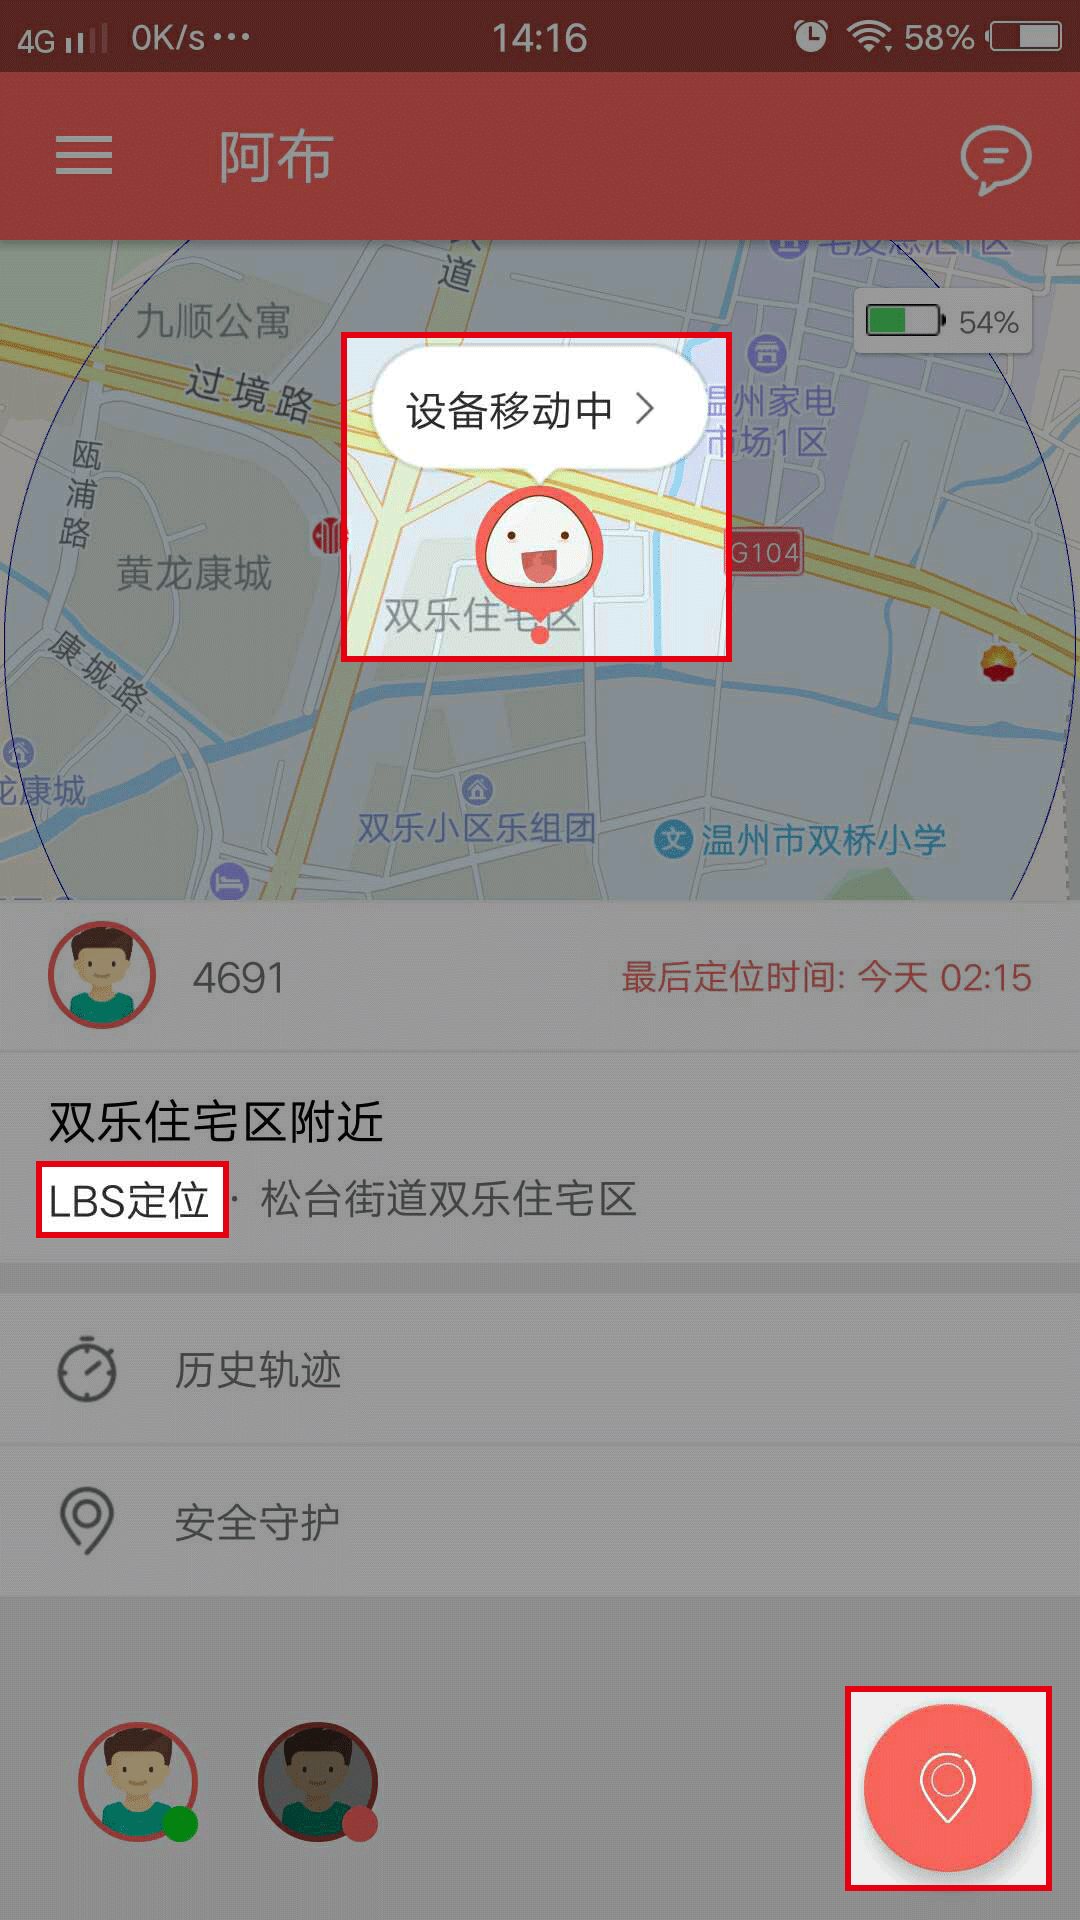 4G 0K/s ··· 14:16 58%
阿布
道
九顺公寓
54%
过境路
设备移动中
温州家电
市场1区
瓯浦路
G104
黄龙康城
双乐住宅区
康城路
龙康城
双乐小区乐组团
文 温州市双桥小学
4691 最后定位时间: 今天 02:15
双乐住宅区附近
LBS定位 · 松台街道双乐住宅区
历史轨迹
安全守护